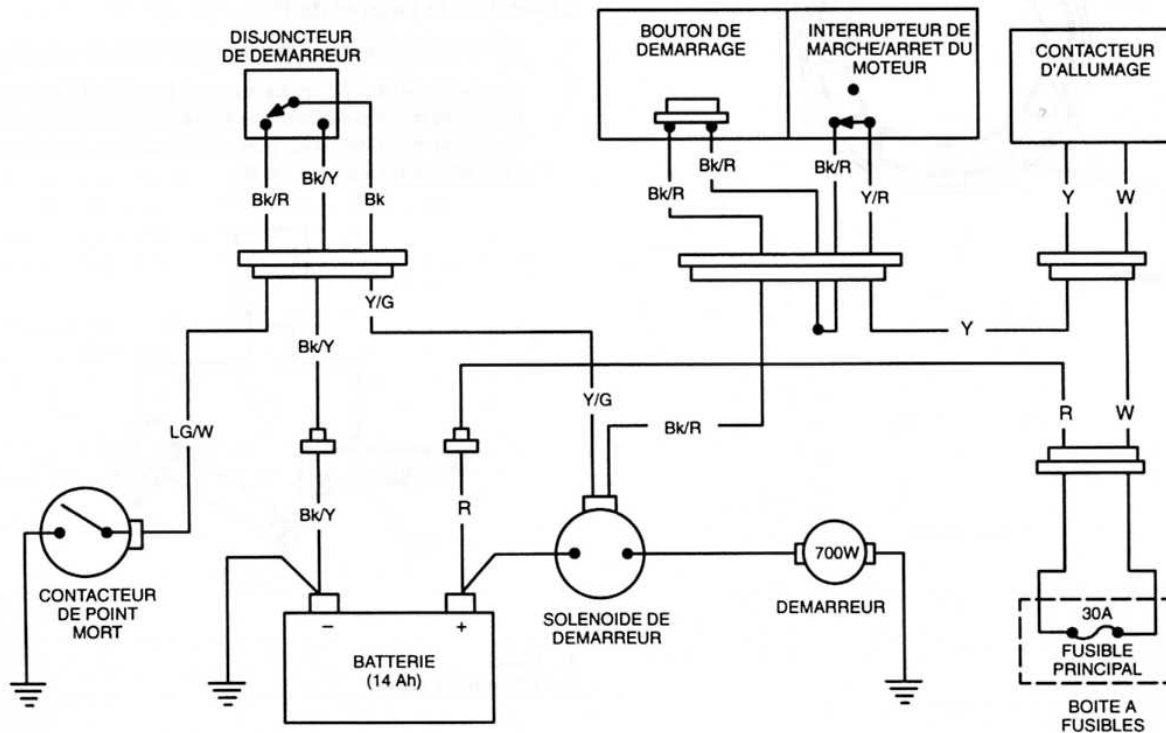 DISJONCTEUR
DE DEMARREUR
BOUTON DE
DEMARRAGE
INTERRUPTEUR DE
MARCHE/ARRET DU
MOTEUR
CONTACTEUR
D'ALLUMAGE
Bk/R
Bk/Y
Bk
Bk/R
Bk/R
Bk/R
Y/R
Y
W
Y/G
Bk/Y
Y
LG/W
Y/G
Bk/R
R
W
Bk/Y
R
CONTACTEUR
DE POINT
MORT
−
+
BATTERIE
(14 Ah)
SOLENOIDE DE
DEMARREUR
700W
DEMARREUR
30A
FUSIBLE
PRINCIPAL
BOITE A
FUSIBLES